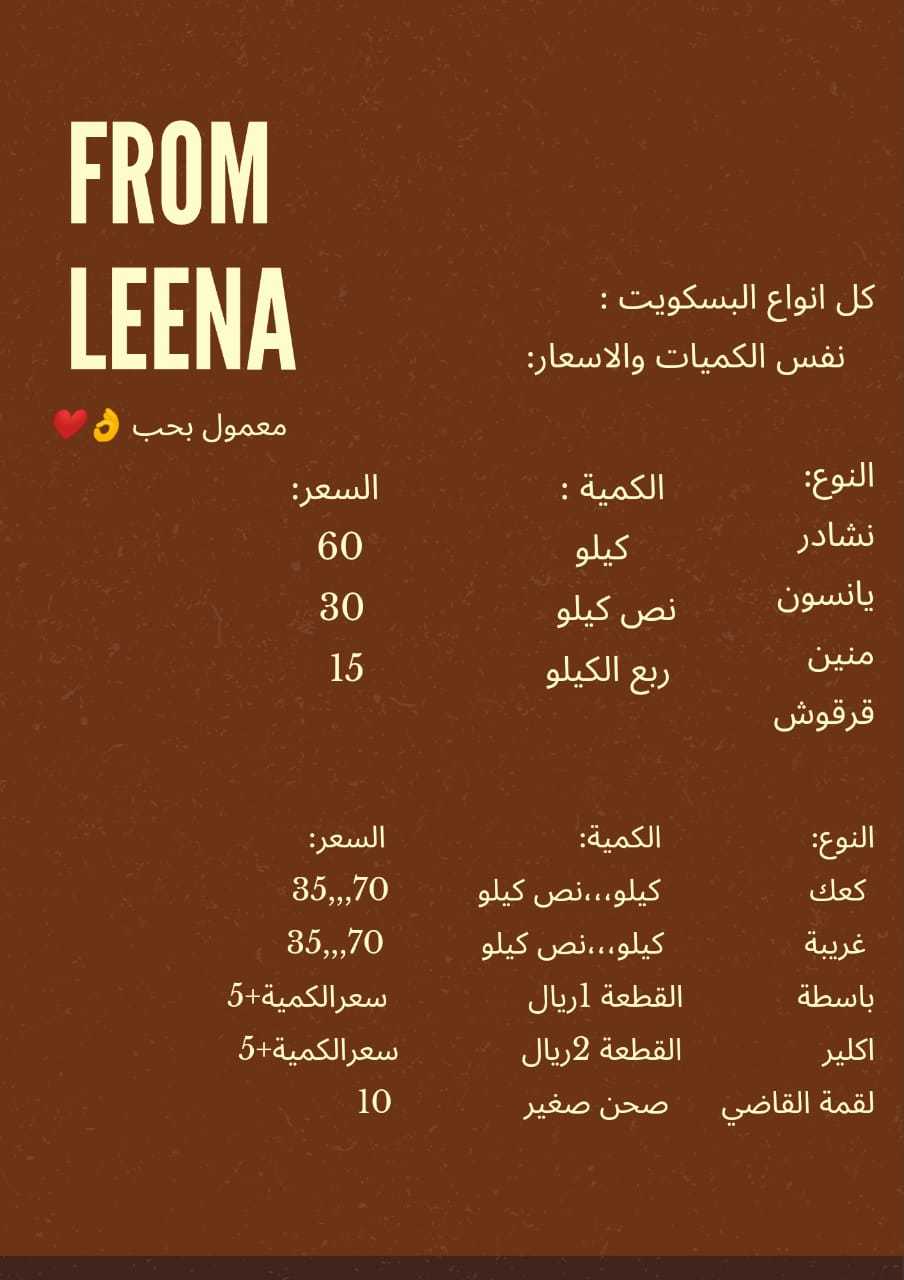 FROM
LEENA
معمول بحب 👌❤️
كل انواع البسكويت :
نفس الكميات والاسعار:
النوع: الكمية : السعر:
نشادر كيلو 60
يانسون نص كيلو 30
منين ربع الكيلو 15
قرقوش
النوع: الكمية: السعر:
كعك كيلو،،،نص كيلو 70,,,35
غريبة كيلو،،،نص كيلو 70,,,35
باسطة القطعة 1ريال سعرالكمية+5
اكلير القطعة 2ريال سعرالكمية+5
لقمة القاضي صحن صغير 10